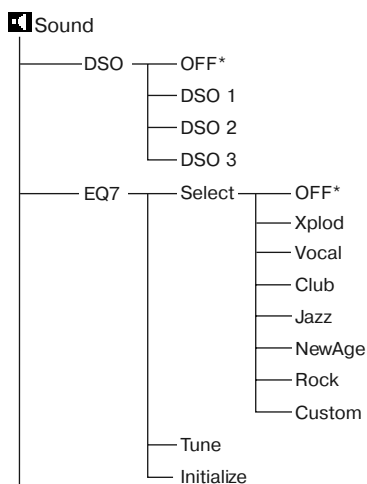 Sound
DSO OFF*
DSO 1
DSO 2
DSO 3
EQ7 Select OFF*
Xplod
Vocal
Club
Jazz
NewAge
Rock
Custom
Tune
Initialize